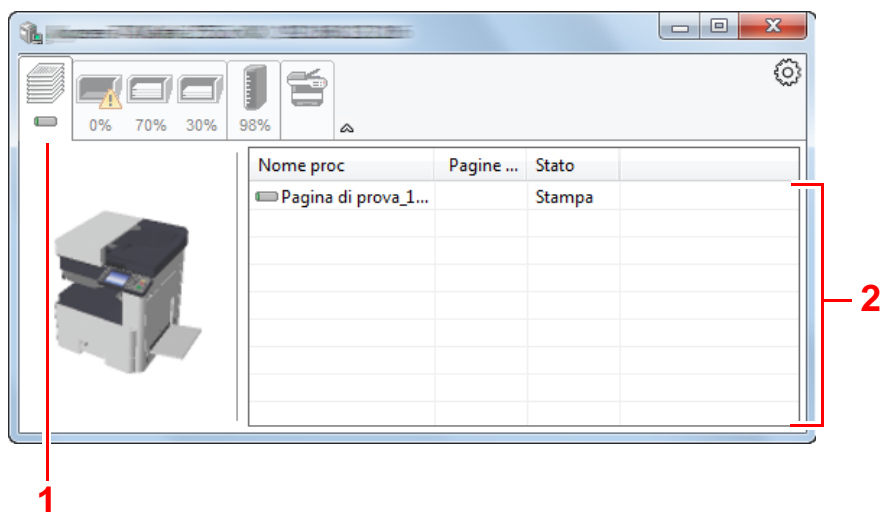 0% 70% 30% 98%
Nome proc Pagine ... Stato
Pagina di prova_1... Stampa
2
1